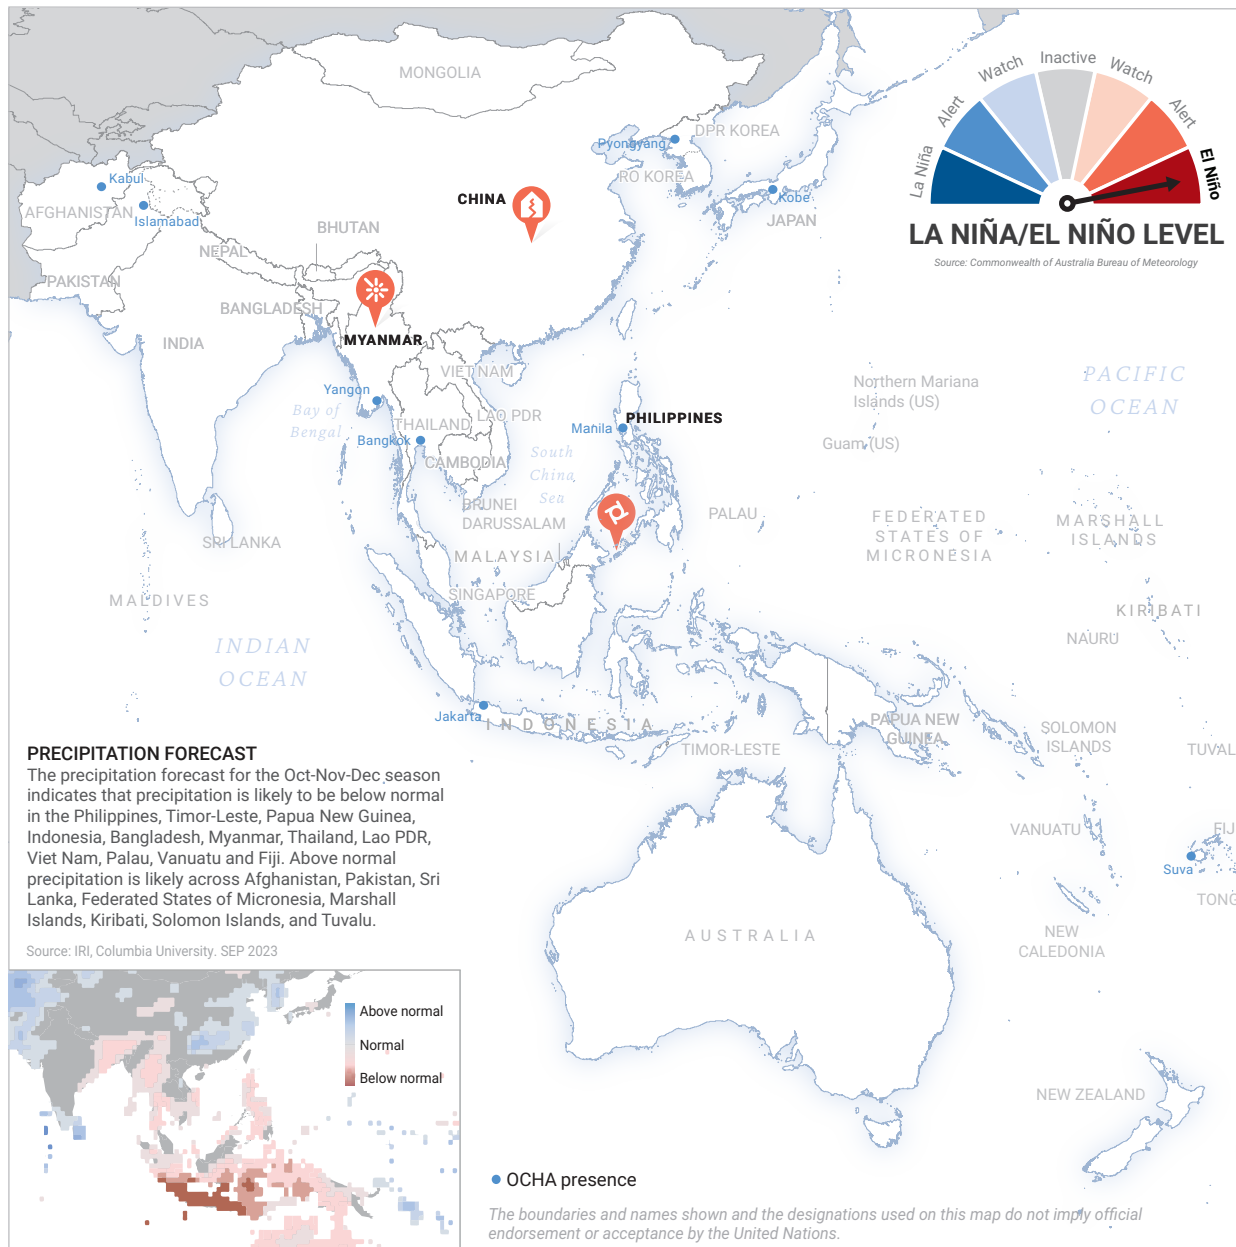 MONGOLIA
Watch
Inactive
Watch
Alert
Alert
La Niña
El Niño
LA NIÑA/EL NIÑO LEVEL
Source: Commonwealth of Australia Bureau of Meteorology
DPR KOREA
Pyongyang
RO KOREA
Kobe
JAPAN
CHINA
Kabul
AFGHANISTAN
Islamabad
BHUTAN
NEPAL
PAKISTAN
BANGLADESH
INDIA
MYANMAR
VIET NAM
Northern Mariana
Islands (US)
PACIFIC
OCEAN
Yangon
Bay of
Bengal
THAILAND
LAO PDR
Bangkok
Manila
PHILIPPINES
Guam (US)
CAMBODIA
South
China
Sea
BRUNEI
DARUSSALAM
PALAU
FEDERATED
STATES OF
MICRONESIA
MARSHALL
ISLANDS
SRI LANKA
MALAYSIA
SINGAPORE
MALDIVES
KIRIBATI
NAURU
INDIAN
OCEAN
Jakarta
INDONESIA
PAPUA NEW
GUINEA
SOLOMON
ISLANDS
TIMOR-LESTE
TUVAL
PRECIPITATION FORECAST
The precipitation forecast for the Oct-Nov-Dec season
indicates that precipitation is likely to be below normal
in the Philippines, Timor-Leste, Papua New Guinea,
Indonesia, Bangladesh, Myanmar, Thailand, Lao PDR,
Viet Nam, Palau, Vanuatu and Fiji. Above normal
precipitation is likely across Afghanistan, Pakistan, Sri
Lanka, Federated States of Micronesia, Marshall
Islands, Kiribati, Solomon Islands, and Tuvalu.
Source: IRI, Columbia University. SEP 2023
VANUATU
FIJ
Suva
TONG
AUSTRALIA
NEW
CALEDONIA
Above normal
Normal
Below normal
NEW ZEALAND
OCHA presence
The boundaries and names shown and the designations used on this map do not imply official
endorsement or acceptance by the United Nations.